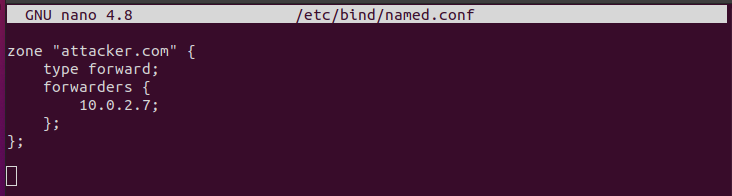 GNU nano 4.8 /etc/bind/named.conf
zone "attacker.com" {
type forward;
forwarders {
10.0.2.7;
};
};